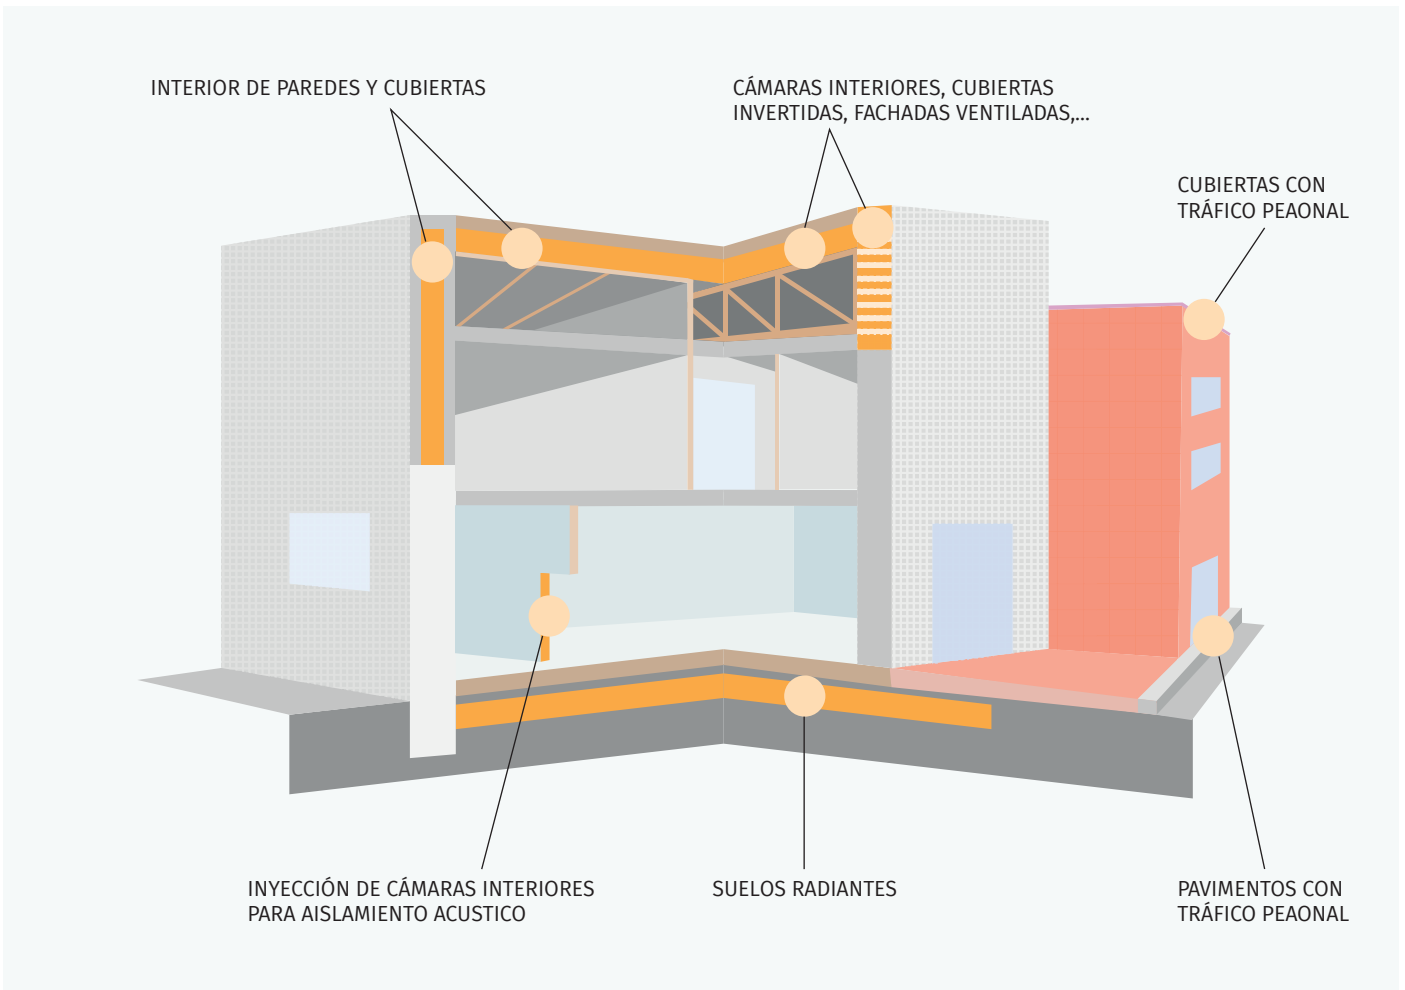 INTERIOR DE PAREDES Y CUBIERTAS
CÁMARAS INTERIORES, CUBIERTAS
INVERTIDAS, FACHADAS VENTILADAS,...
CUBIERTAS CON
TRÁFICO PEAONAL
INYECCIÓN DE CÁMARAS INTERIORES
PARA AISLAMIENTO ACUSTICO
SUELOS RADIANTES
PAVIMENTOS CON
TRÁFICO PEAONAL